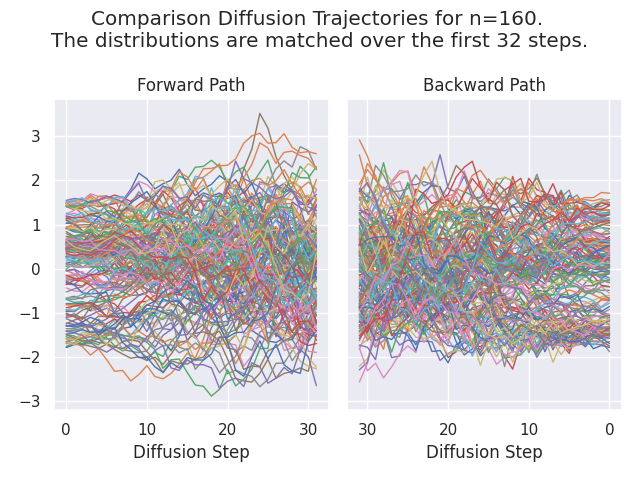 Comparison Diffusion Trajectories for n=160.
The distributions are matched over the first 32 steps.
Forward Path
Backward Path
3
2
1
0
−1
−2
−3
0 10 20 30
30 20 10 0
Diffusion Step
Diffusion Step